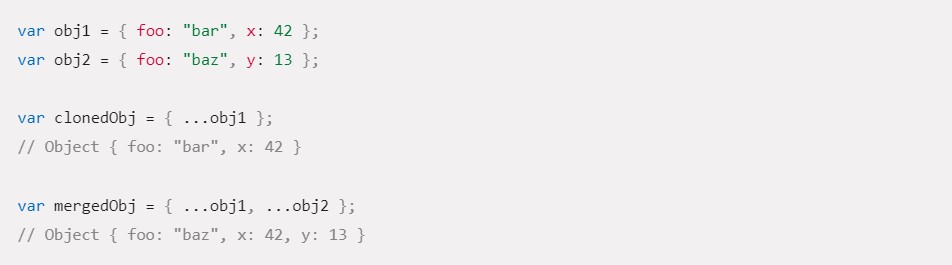 var obj1 = { foo: "bar", x: 42 };
var obj2 = { foo: "baz", y: 13 };
var clonedObj = { ...obj1 };
// Object { foo: "bar", x: 42 }
var mergedObj = { ...obj1, ...obj2 };
// Object { foo: "baz", x: 42, y: 13 }